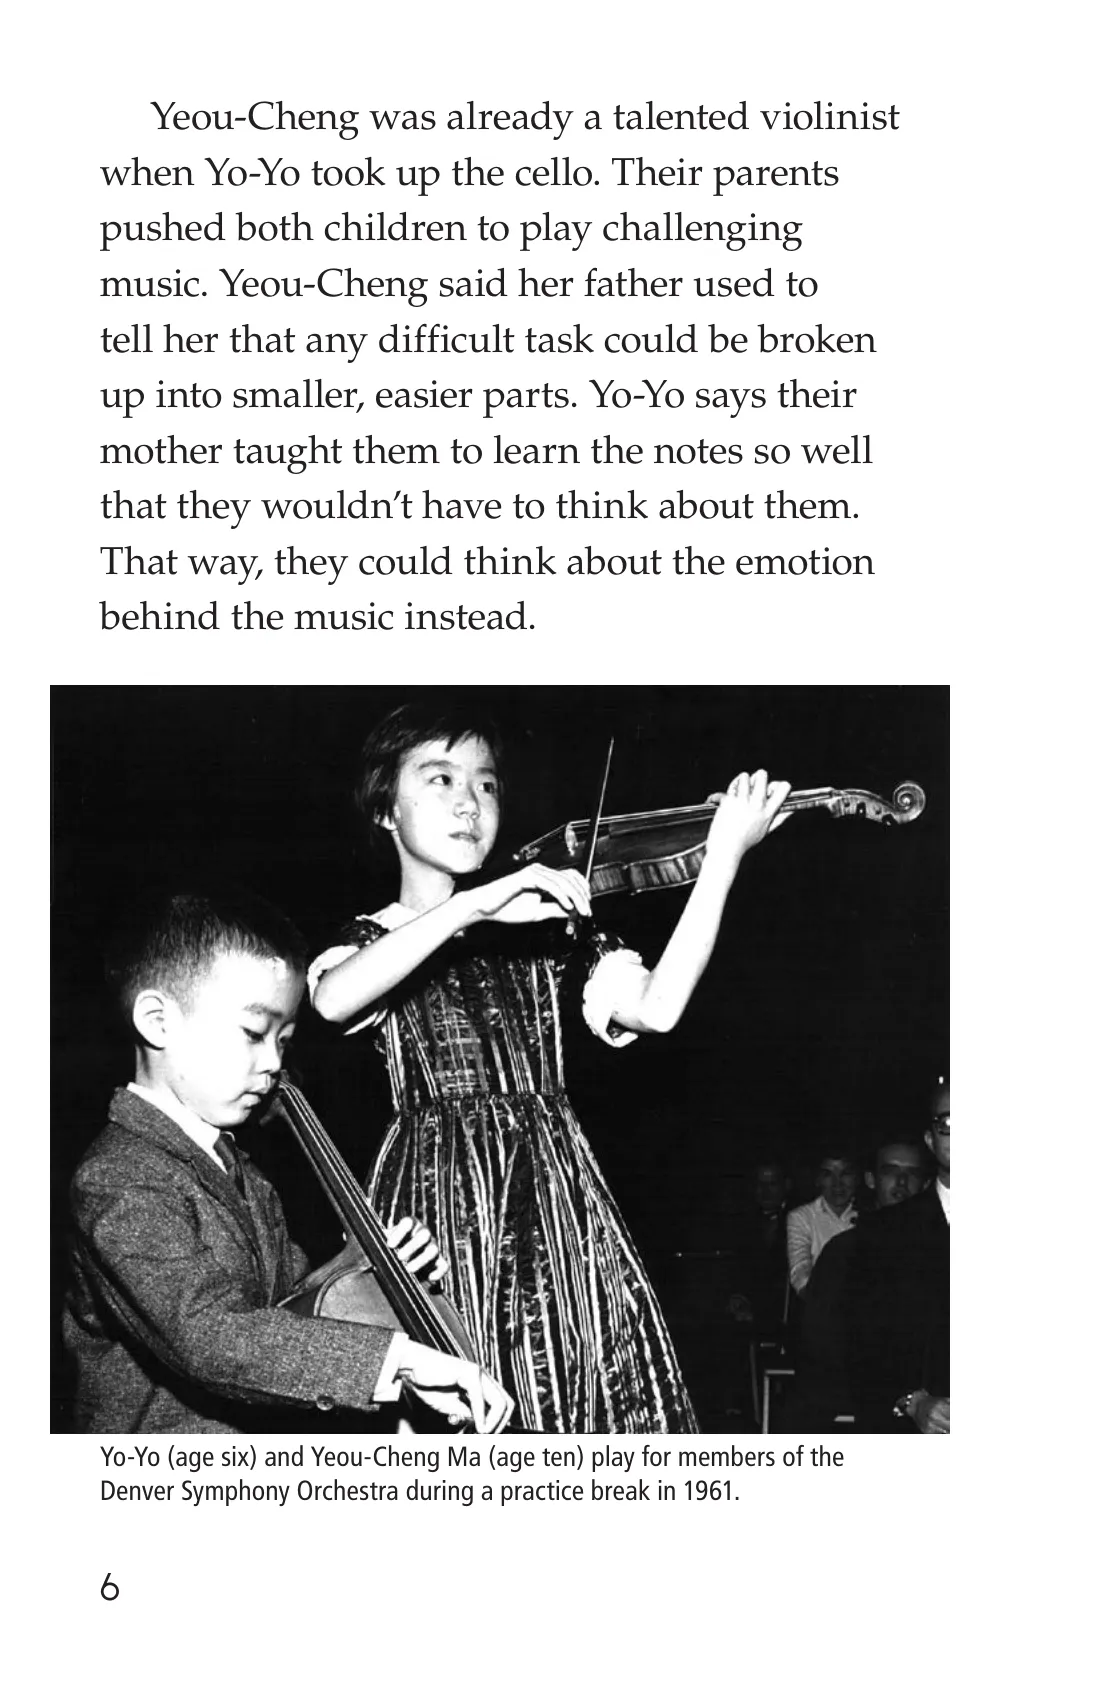 Yeou-Cheng was already a talented violinist
when Yo-Yo took up the cello. Their parents
pushed both children to play challenging
music. Yeou-Cheng said her father used to
tell her that any difficult task could be broken
up into smaller, easier parts. Yo-Yo says their
mother taught them to learn the notes so well
that they wouldn’t have to think about them.
That way, they could think about the emotion
behind the music instead.
Yo-Yo (age six) and Yeou-Cheng Ma (age ten) play for members of the
Denver Symphony Orchestra during a practice break in 1961.
6